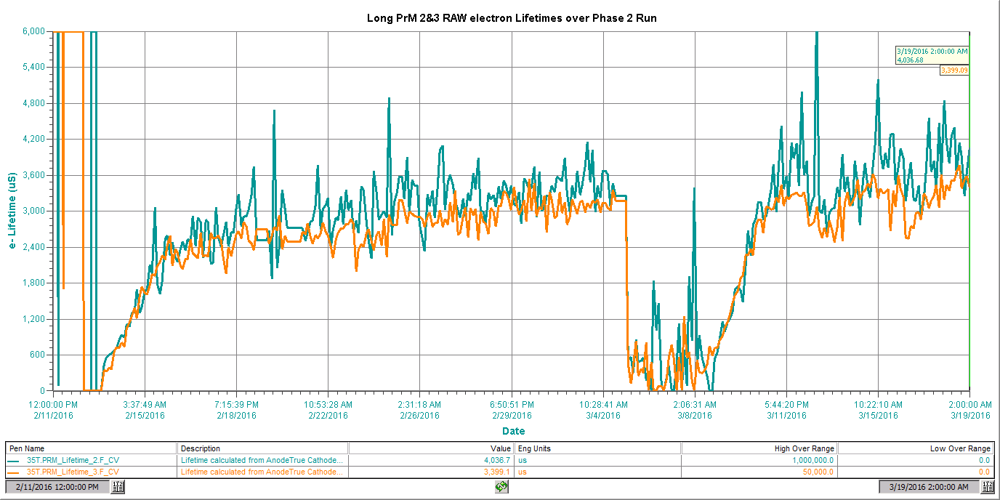 Long PrM 2&3 RAW electron Lifetimes over Phase 2 Run
6,000
5,400
4,800
4,200
3,600
3,000
2,400
1,800
1,200
600
0
e- Lifetime (uS)
3/19/2016 2:00:00 AM
4,036.68
3,399.09
12:00:00 PM 3:37:49 AM 7:15:39 PM 10:53:28 AM 2:31:18 AM 6:50:51 PM 10:28:41 AM 2:06:31 AM 5:44:20 PM 10:22:10 AM 2:00:00 AM
2/11/2016 2/15/2016 2/18/2016 2/22/2016 2/26/2016 2/29/2016 3/4/2016 3/8/2016 3/11/2016 3/15/2016 3/19/2016
Date
Pen Name Description Value Eng Units High Over Range Low Over Range
35T.PRM_Lifetime_2.F_CV Lifetime calculated from AnodeTrue Cathode... 4,036.7 us 1,000,000.0 0.0
35T.PRM_Lifetime_3.F_CV Lifetime calculated from AnodeTrue Cathode... 3,399.1 us 50,000.0 0.0
2/11/2016 12:00:00 PM 3/19/2016 2:00:00 AM